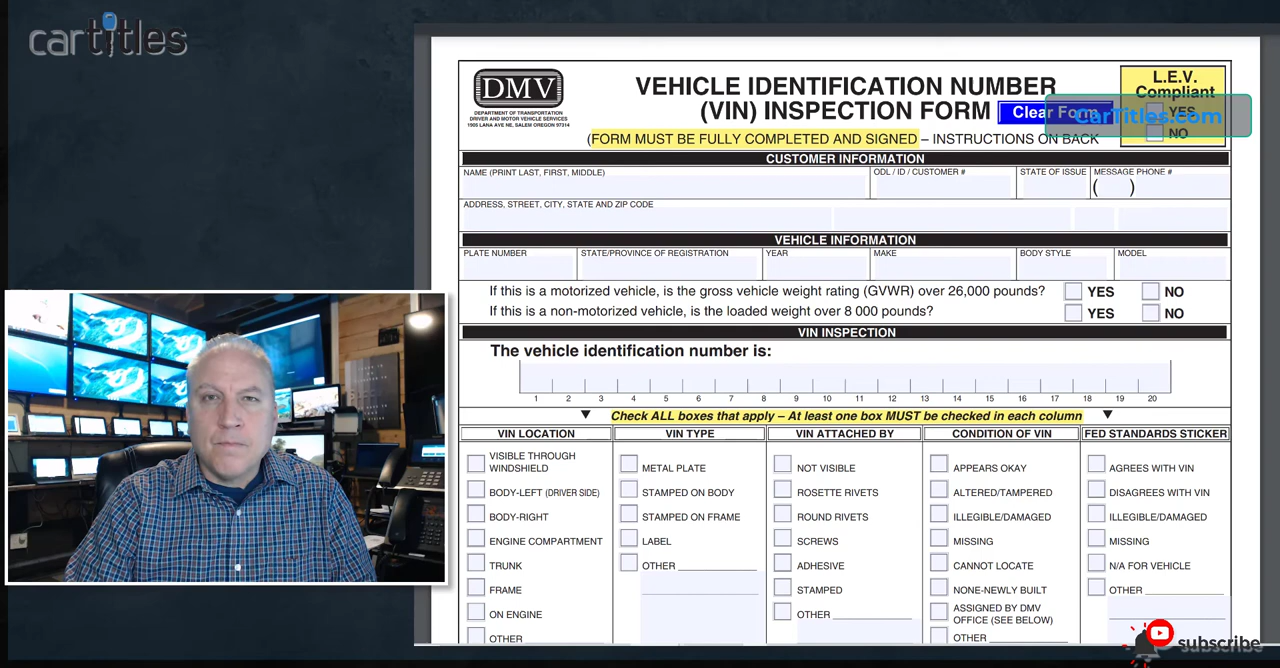 cartitles
DMV
DEPARTMENT OF TRANSPORTATION
DRIVER AND MOTOR VEHICLE SERVICES
1905 LANA AVE NE, SALEM OREGON 97314
VEHICLE IDENTIFICATION NUMBER
(VIN) INSPECTION FORM
Clear Form
(FORM MUST BE FULLY COMPLETED AND SIGNED – INSTRUCTIONS ON BACK
L.E.V.
Compliant
YES
NO
CarTitles.com
CUSTOMER INFORMATION
NAME (PRINT LAST, FIRST, MIDDLE) ODL / ID / CUSTOMER # STATE OF ISSUE MESSAGE PHONE #
( )
ADDRESS, STREET, CITY, STATE AND ZIP CODE
VEHICLE INFORMATION
PLATE NUMBER STATE/PROVINCE OF REGISTRATION YEAR MAKE BODY STYLE MODEL
If this is a motorized vehicle, is the gross vehicle weight rating (GVWR) over 26,000 pounds? YES NO
If this is a non-motorized vehicle, is the loaded weight over 8 000 pounds? YES NO
VIN INSPECTION
The vehicle identification number is:
1 2 3 4 5 6 7 8 9 10 11 12 13 14 15 16 17 18 19 20
▼ Check ALL boxes that apply – At least one box MUST be checked in each column ▼
VIN LOCATION
VISIBLE THROUGH
WINDSHIELD
BODY-LEFT (DRIVER SIDE)
BODY-RIGHT
ENGINE COMPARTMENT
TRUNK
FRAME
ON ENGINE
OTHER
VIN TYPE
METAL PLATE
STAMPED ON BODY
STAMPED ON FRAME
LABEL
OTHER
VIN ATTACHED BY
NOT VISIBLE
ROSETTE RIVETS
ROUND RIVETS
SCREWS
ADHESIVE
STAMPED
OTHER
CONDITION OF VIN
APPEARS OKAY
ALTERED/TAMPERED
ILLEGIBLE/DAMAGED
MISSING
CANNOT LOCATE
NONE-NEWLY BUILT
ASSIGNED BY DMV
OFFICE (SEE BELOW)
OTHER
FED STANDARDS STICKER
AGREES WITH VIN
DISAGREES WITH VIN
ILLEGIBLE/DAMAGED
MISSING
N/A FOR VEHICLE
OTHER
subscribe